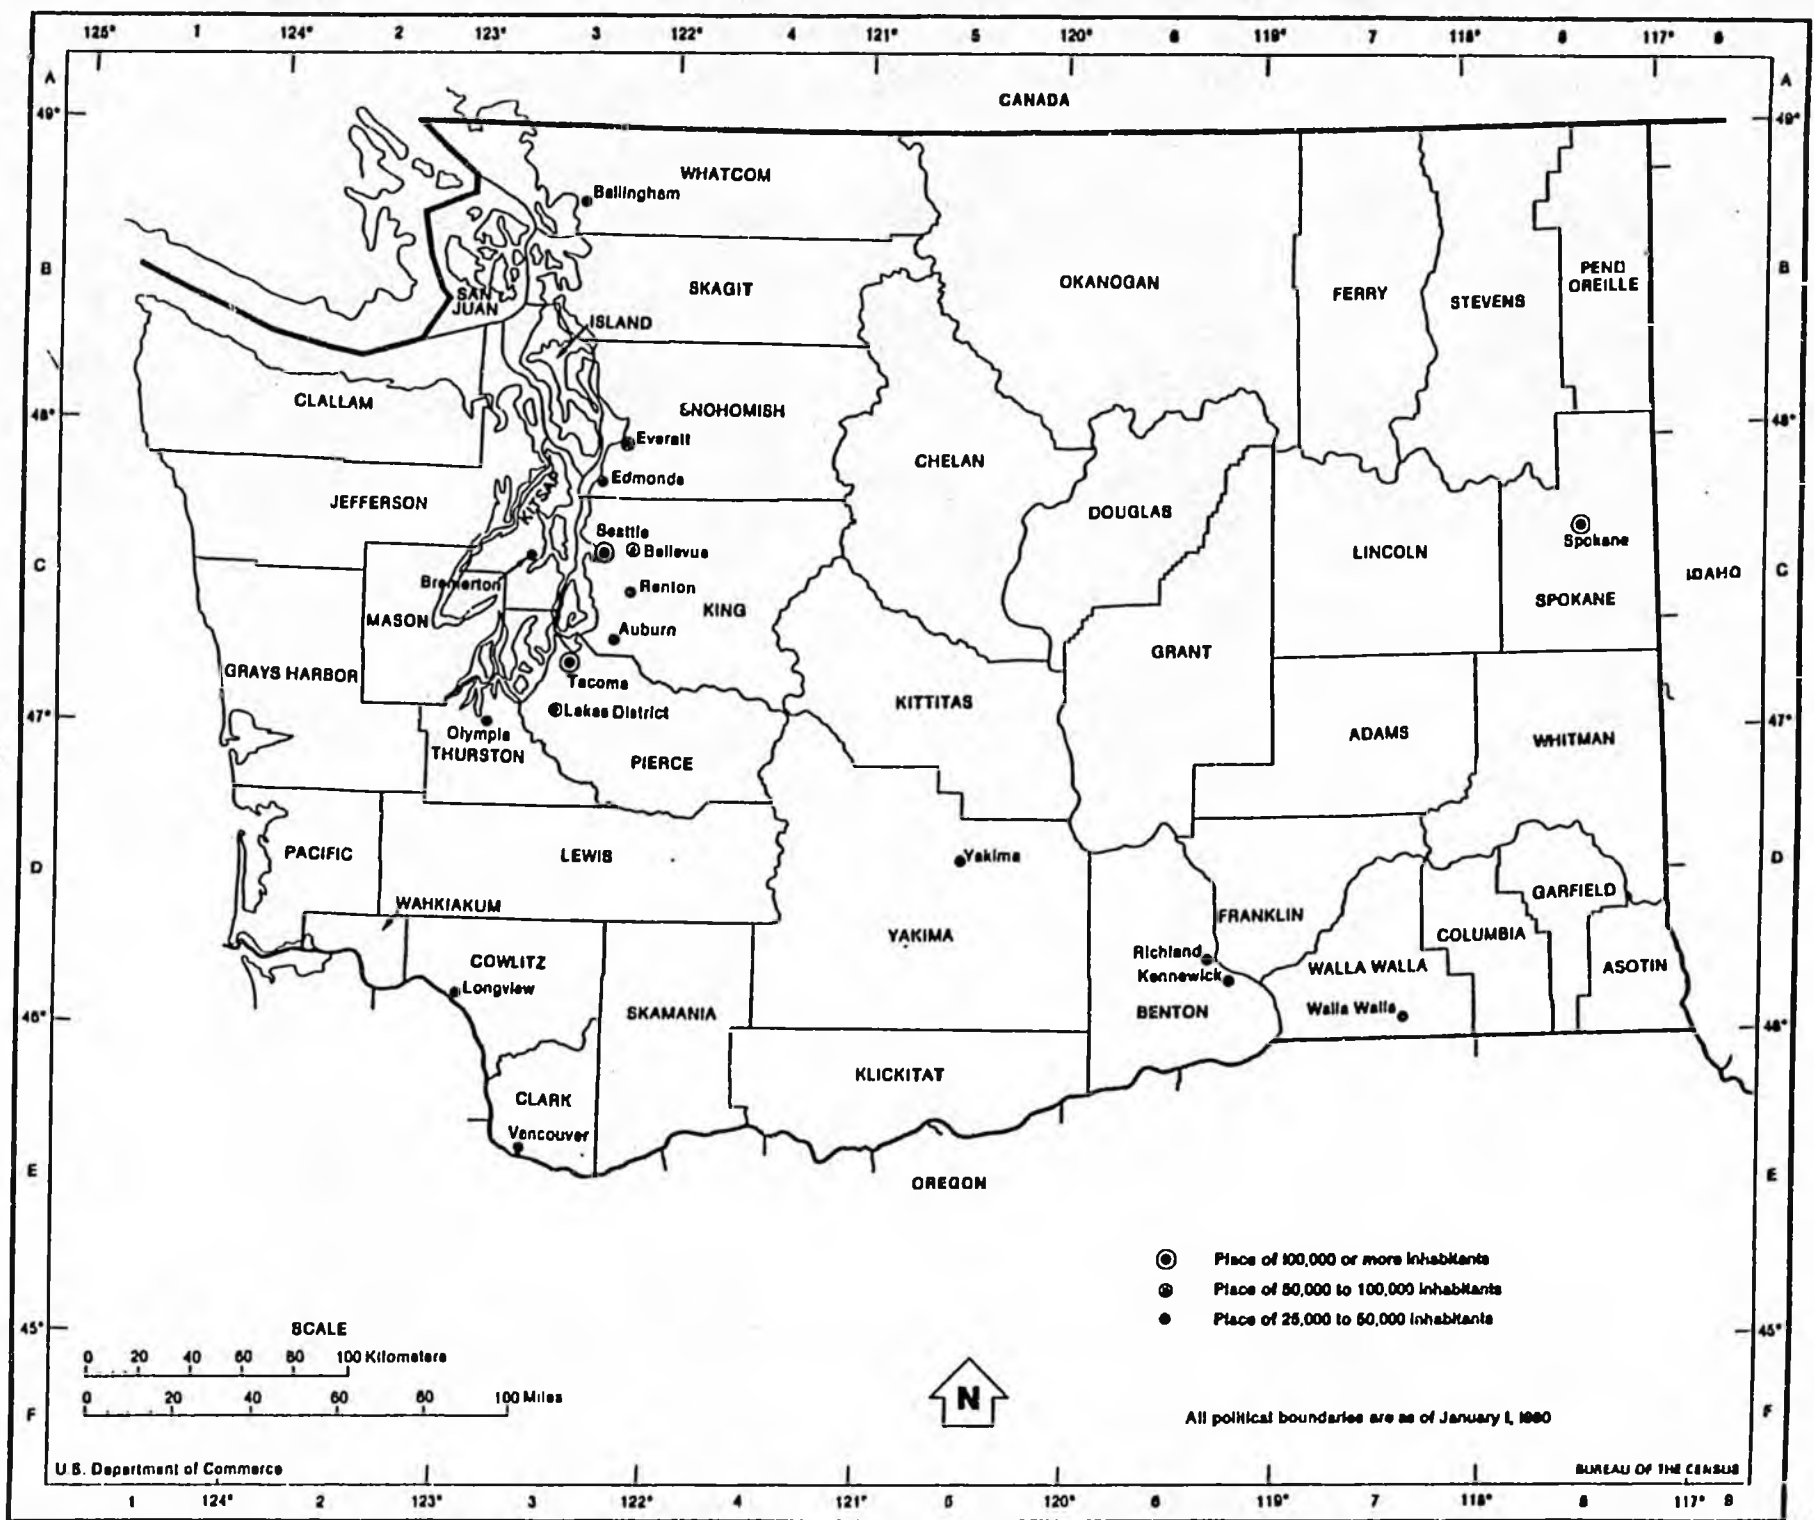 125° 1 124° 2 123° 3 122° 4 121° 5 120° 6 119° 7 118° 8 117° 9
A A
CANADA
49° 49°
WHATCOM
Bellingham
B B
SAN
JUAN
SKAGIT
OKANOGAN
FERRY
STEVENS
PEND
OREILLE
ISLAND
CLALLAM
SNOHOMISH
48° 48°
Everett
Edmonds
CHELAN
JEFFERSON
KITSAP
DOUGLAS
Seattle
Bellevue
LINCOLN
Spokane
C C
IDAHO
Bremerton
Renton
KING
SPOKANE
MASON
Auburn
GRANT
GRAYS HARBOR
Tacoma
KITTITAS
Lakes District
47° 47°
Olympia
THURSTON
PIERCE
ADAMS
WHITMAN
PACIFIC
LEWIS
Yakima
D D
GARFIELD
WAHKIAKUM
FRANKLIN
YAKIMA
COLUMBIA
COWLITZ
Richland
WALLA WALLA
ASOTIN
Longview
Kennewick
SKAMANIA
BENTON
Walla Walla
46° 46°
KLICKITAT
CLARK
Vancouver
E E
OREGON
Place of 100,000 or more inhabitants
Place of 50,000 to 100,000 inhabitants
Place of 25,000 to 50,000 inhabitants
45° 45°
SCALE
0 20 40 60 80 100 Kilometers
0 20 40 60 80 100 Miles
N
F F
All political boundaries are as of January 1, 1980
U.S. Department of Commerce
BUREAU OF THE CENSUS
1 124° 2 123° 3 122° 4 121° 5 120° 6 119° 7 118° 8 117° 9